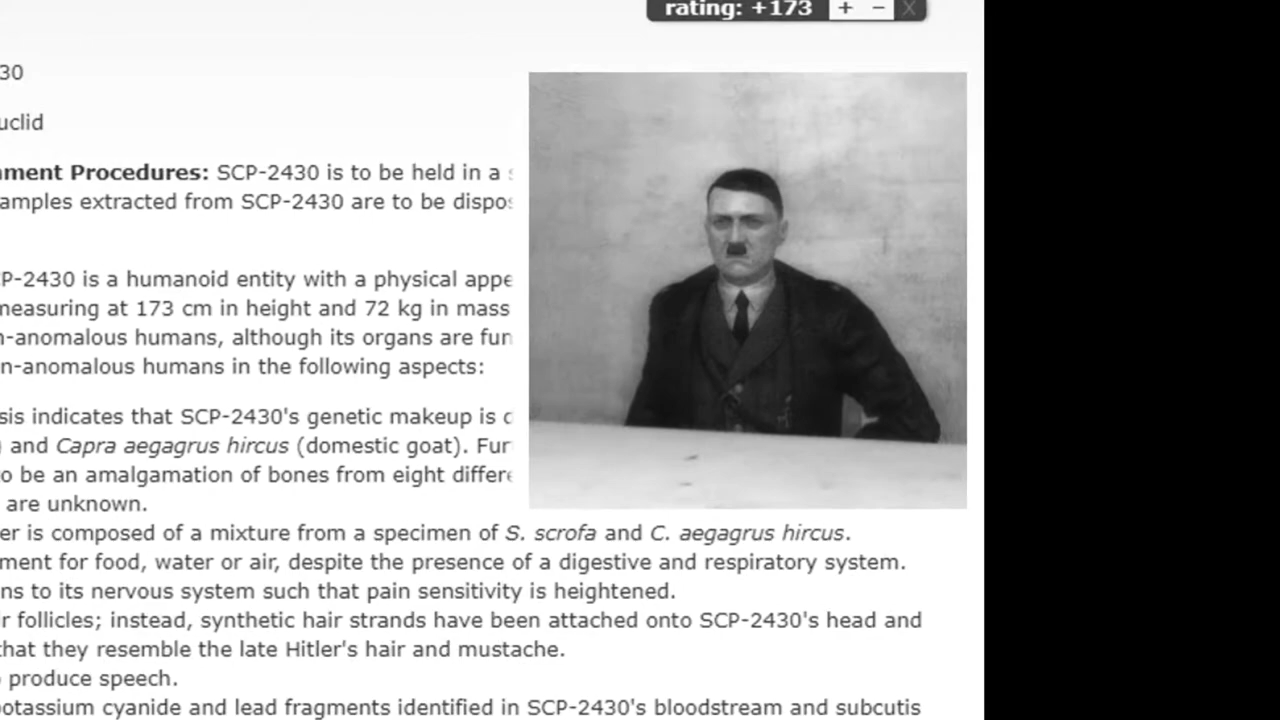 rating: +173 + − X
30
uclid
ment Procedures: SCP-2430 is to be held in a
amples extracted from SCP-2430 are to be dispo
P-2430 is a humanoid entity with a physical appe
measuring at 173 cm in height and 72 kg in mass
n-anomalous humans, although its organs are fun
n-anomalous humans in the following aspects:
sis indicates that SCP-2430's genetic makeup is
) and Capra aegagrus hircus (domestic goat). Fur
o be an amalgamation of bones from eight differe
are unknown.
er is composed of a mixture from a specimen of S. scrofa and C. aegagrus hircus.
ment for food, water or air, despite the presence of a digestive and respiratory system.
ns to its nervous system such that pain sensitivity is heightened.
r follicles; instead, synthetic hair strands have been attached onto SCP-2430's head and
that they resemble the late Hitler's hair and mustache.
produce speech.
potassium cyanide and lead fragments identified in SCP-2430's bloodstream and subcutis